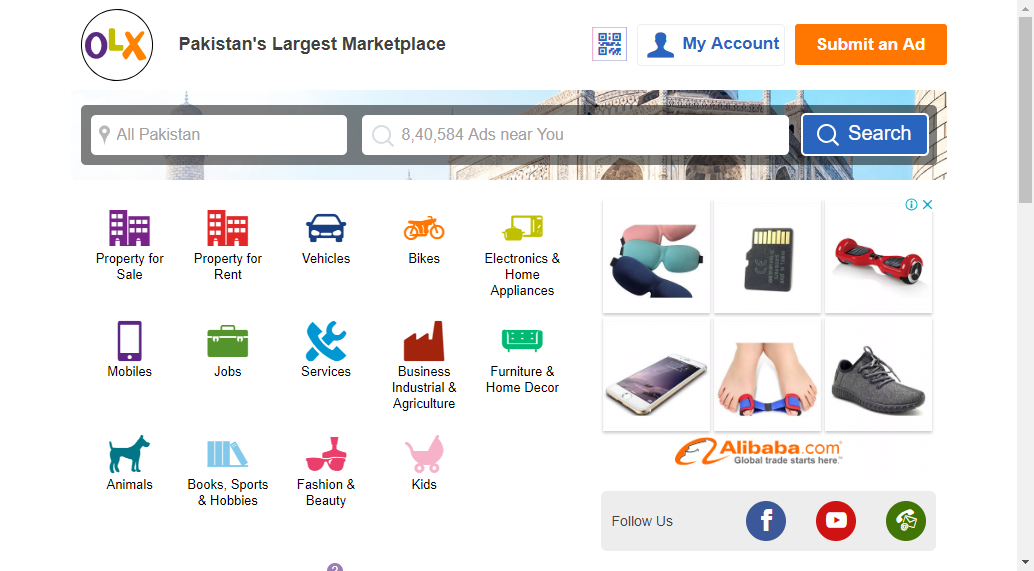 OLX
Pakistan's Largest Marketplace
My Account
Submit an Ad
All Pakistan
8,40,584 Ads near You
Search
Property for
Sale
Property for
Rent
Vehicles
Bikes
Electronics &
Home
Appliances
Mobiles
Jobs
Services
Business
Industrial &
Agriculture
Furniture &
Home Decor
Animals
Books, Sports
& Hobbies
Fashion &
Beauty
Kids
Alibaba.com
Global trade starts here.™
Follow Us